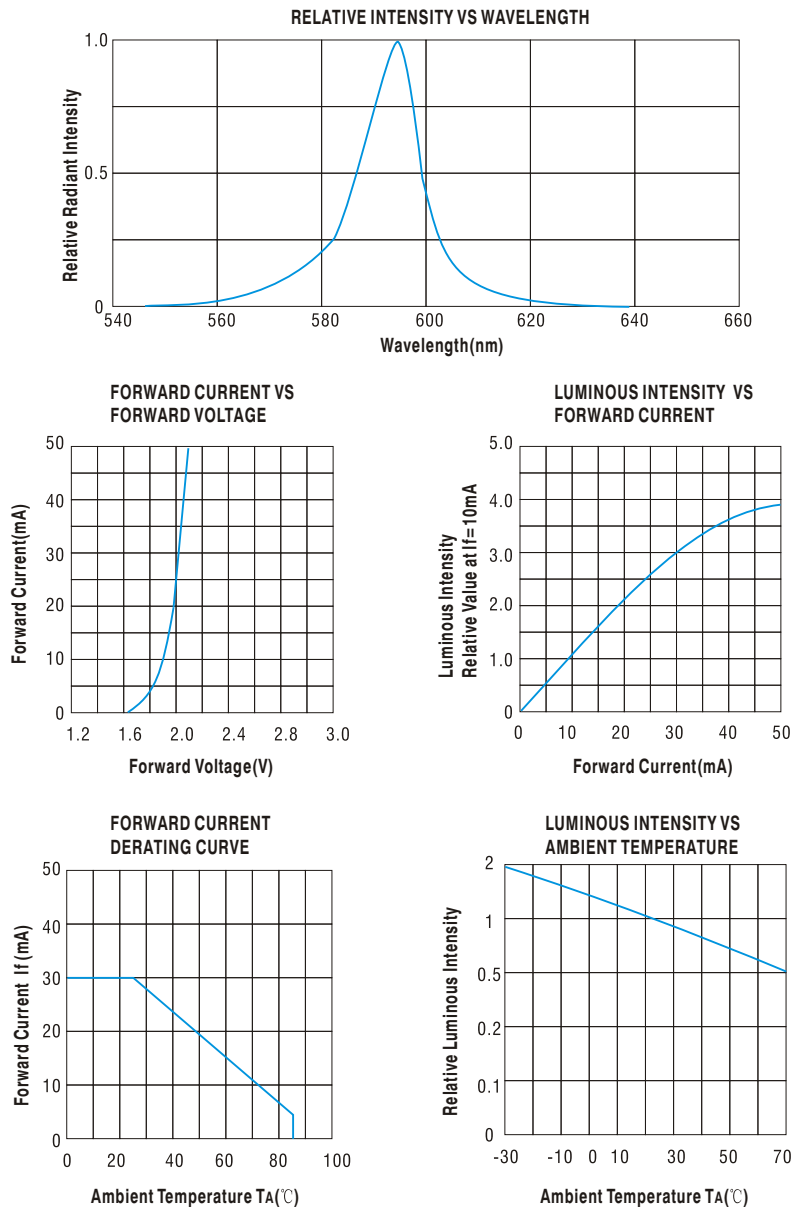 RELATIVE INTENSITY VS WAVELENGTH
1.0
0.5
0
Relative Radiant Intensity
540 560 580 600 620 640 660
Wavelength(nm)
FORWARD CURRENT VS
FORWARD VOLTAGE
50
40
30
20
10
0
Forward Current(mA)
1.2 1.6 2.0 2.4 2.8 3.0
Forward Voltage(V)
LUMINOUS INTENSITY VS
FORWARD CURRENT
5.0
4.0
3.0
2.0
1.0
0
Luminous Intensity
Relative Value at If=10mA
0 10 20 30 40 50
Forward Current(mA)
FORWARD CURRENT
DERATING CURVE
50
40
30
20
10
0
Forward Current If (mA)
0 20 40 60 80 100
Ambient Temperature TA(℃)
LUMINOUS INTENSITY VS
AMBIENT TEMPERATURE
2
1
0.5
0.2
0.1
0
Relative Luminous Intensity
-30 -10 0 10 30 50 70
Ambient Temperature TA(℃)